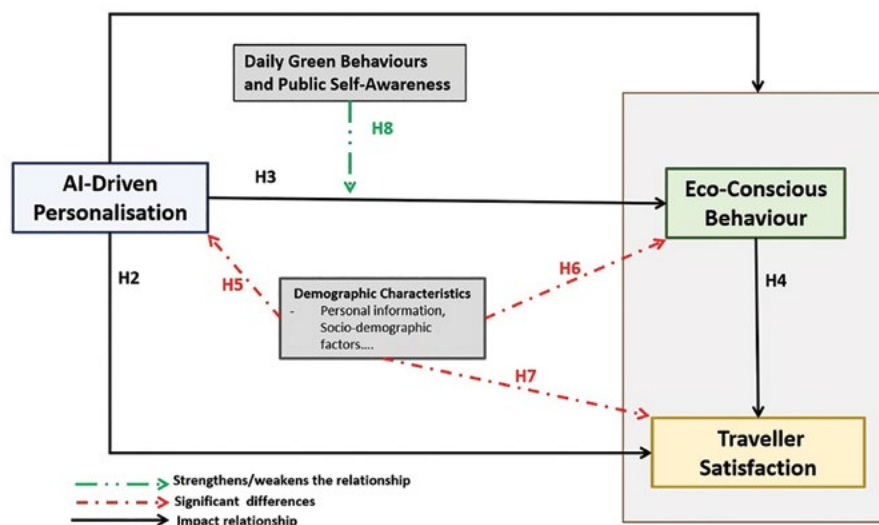 Daily Green Behaviours
and Public Self-Awareness
H8
AI-Driven
Personalisation
H3
Eco-Conscious
Behaviour
H2
H5
Demographic Characteristics
- Personal information,
Socio-demographic
factors....
H6
H4
H7
Traveller
Satisfaction
Strengthens/weakens the relationship
Significant differences
Impact relationship